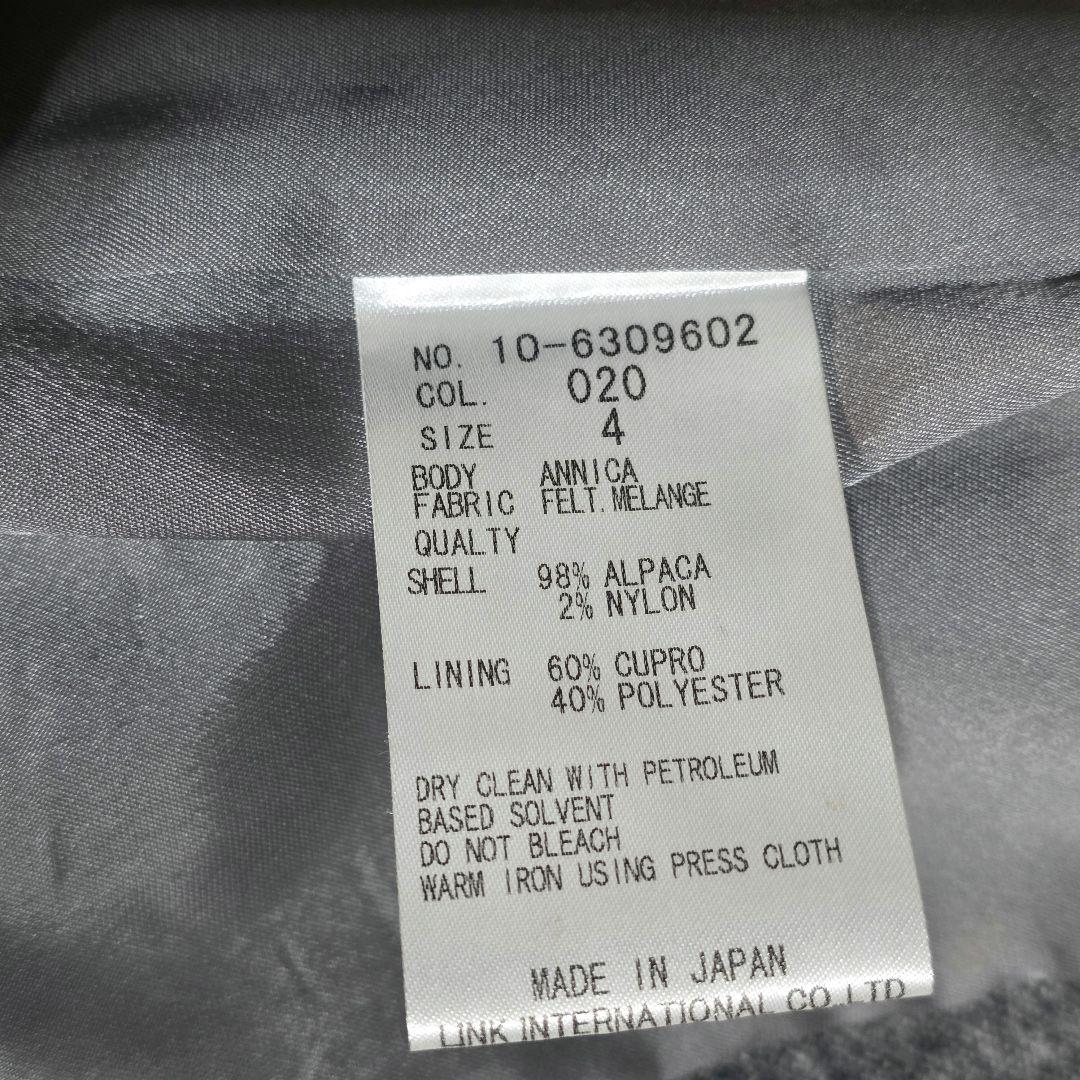 NO. 10-6309602
COL. 020
SIZE 4
BODY ANNICA
FABRIC FELT.MELANGE
QUALTY
SHELL 98% ALPACA
2% NYLON
LINING 60% CUPRO
40% POLYESTER
DRY CLEAN WITH PETROLEUM
BASED SOLVENT
DO NOT BLEACH
WARM IRON USING PRESS CLOTH
MADE IN JAPAN
LINK INTERNATIONAL CO.LTD